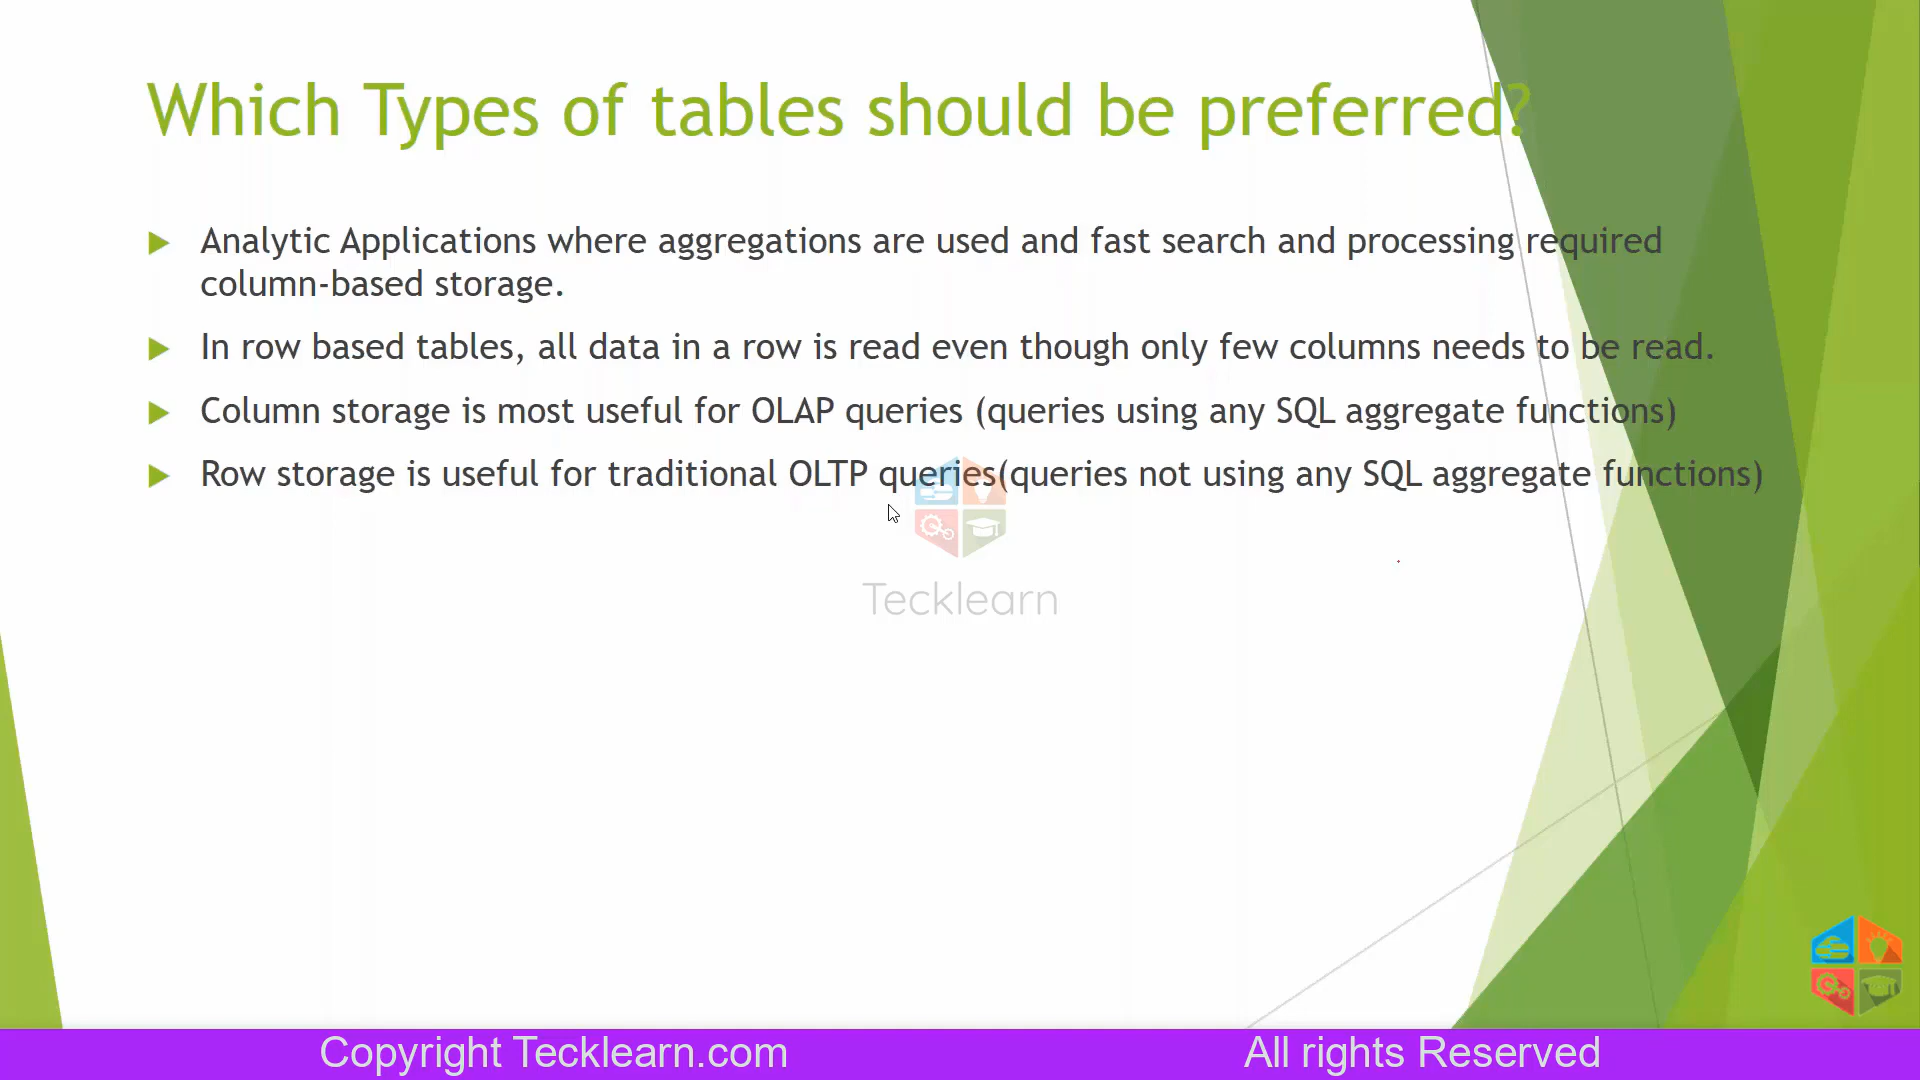 Which Types of tables should be preferred?
Analytic Applications where aggregations are used and fast search and processing required
column-based storage.
In row based tables, all data in a row is read even though only few columns needs to be read.
Column storage is most useful for OLAP queries (queries using any SQL aggregate functions)
Row storage is useful for traditional OLTP queries(queries not using any SQL aggregate functions)
Tecklearn
Copyright Tecklearn.com
All rights Reserved